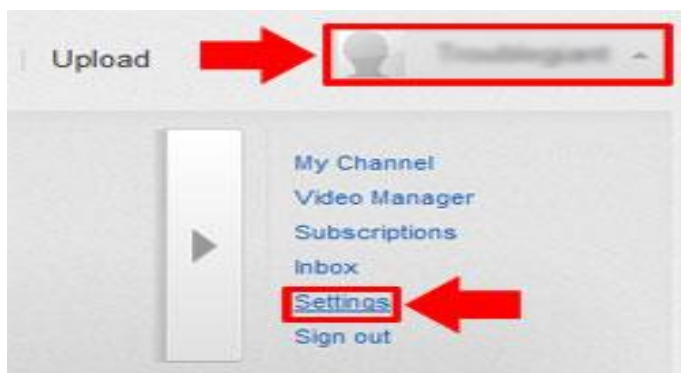 Upload
My Channel
Video Manager
Subscriptions
Inbox
Settings
Sign out